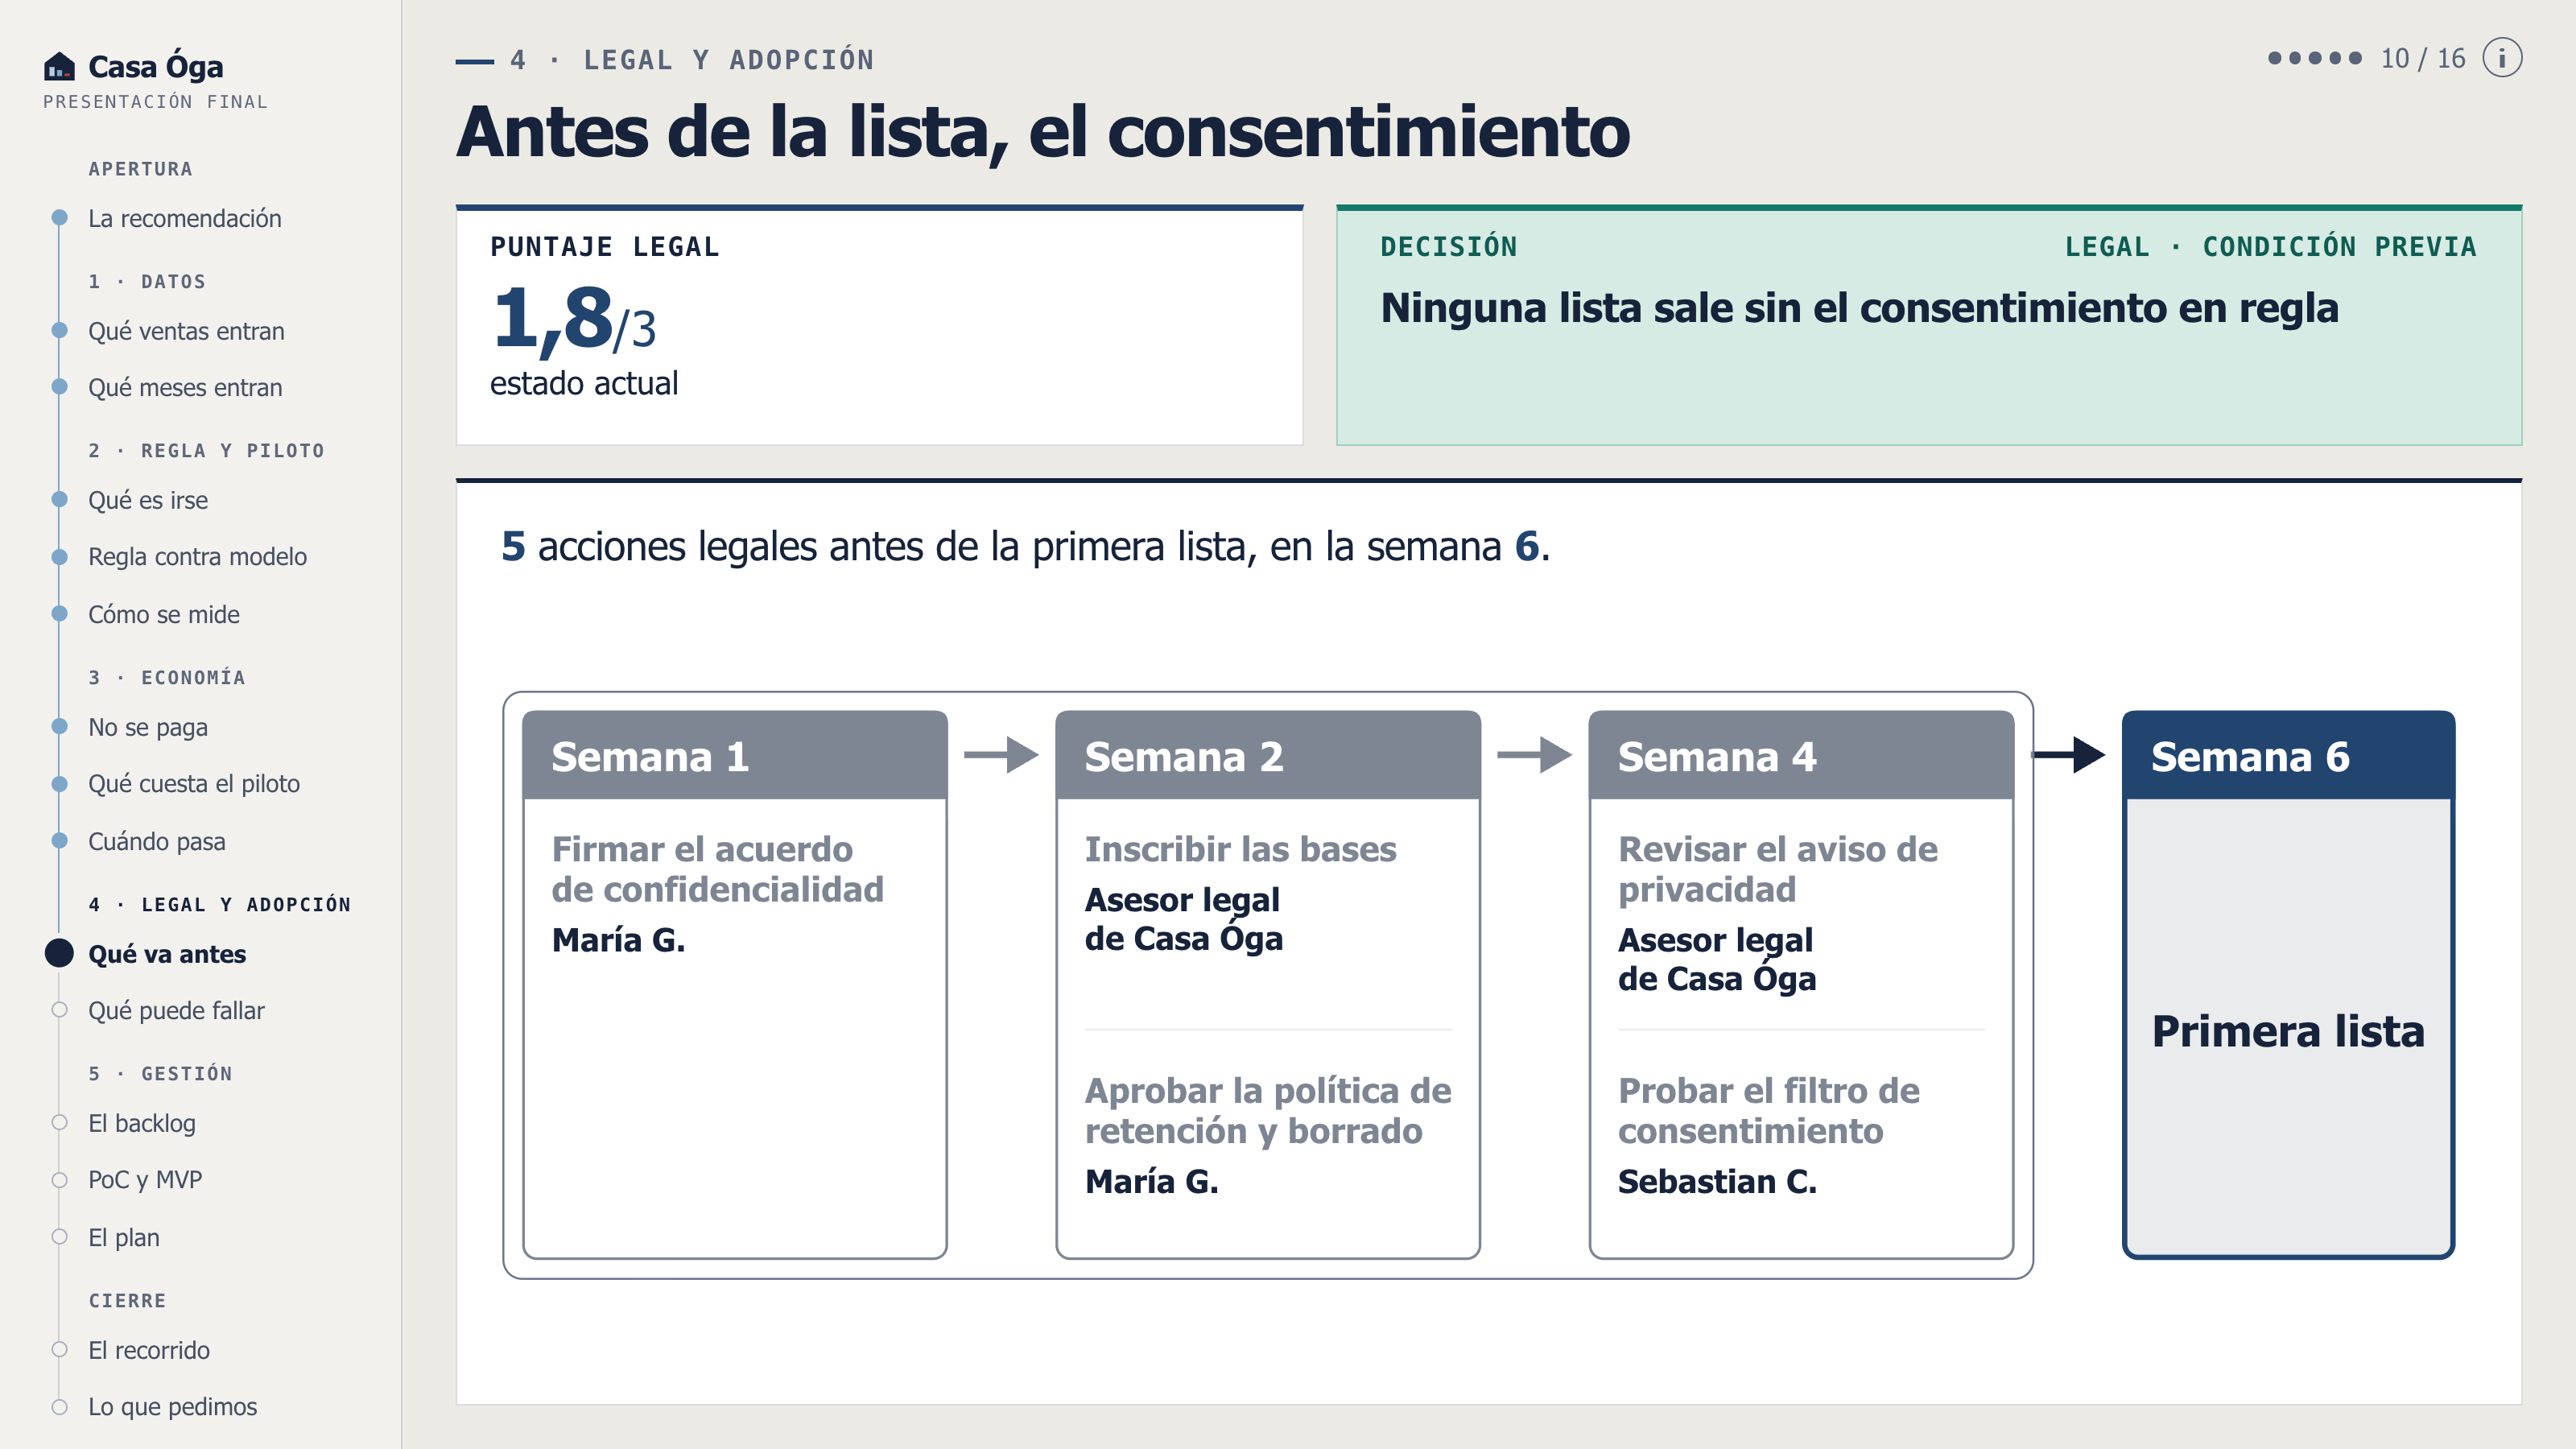 Casa Óga
PRESENTACIÓN FINAL
APERTURA
La recomendación
1 · DATOS
Qué ventas entran
Qué meses entran
2 · REGLA Y PILOTO
Qué es irse
Regla contra modelo
Cómo se mide
3 · ECONOMÍA
No se paga
Qué cuesta el piloto
Cuándo pasa
4 · LEGAL Y ADOPCIÓN
Qué va antes
Qué puede fallar
5 · GESTIÓN
El backlog
PoC y MVP
El plan
CIERRE
El recorrido
Lo que pedimos
4 · LEGAL Y ADOPCIÓN
10 / 16
i
Antes de la lista, el consentimiento
PUNTAJE LEGAL
1,8/3
estado actual
DECISIÓN
LEGAL · CONDICIÓN PREVIA
Ninguna lista sale sin el consentimiento en regla
5 acciones legales antes de la primera lista, en la semana 6.
Semana 1
Firmar el acuerdo
de confidencialidad
María G.
Semana 2
Inscribir las bases
Asesor legal
de Casa Óga
Aprobar la política de
retención y borrado
María G.
Semana 4
Revisar el aviso de
privacidad
Asesor legal
de Casa Óga
Probar el filtro de
consentimiento
Sebastian C.
Semana 6
Primera lista